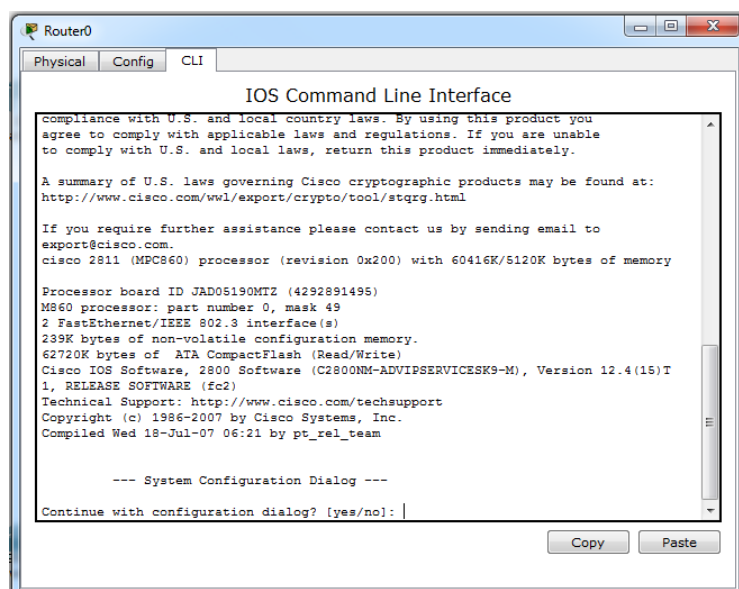 Router0
Physical Config CLI
IOS Command Line Interface
compliance with U.S. and local country laws. By using this product you
agree to comply with applicable laws and regulations. If you are unable
to comply with U.S. and local laws, return this product immediately.
A summary of U.S. laws governing Cisco cryptographic products may be found at:
http://www.cisco.com/wwl/export/crypto/tool/stqrg.html
If you require further assistance please contact us by sending email to
export@cisco.com.
cisco 2811 (MPC860) processor (revision 0x200) with 60416K/5120K bytes of memory
Processor board ID JAD05190MTZ (4292891495)
M860 processor: part number 0, mask 49
2 FastEthernet/IEEE 802.3 interface(s)
239K bytes of non-volatile configuration memory.
62720K bytes of ATA CompactFlash (Read/Write)
Cisco IOS Software, 2800 Software (C2800NM-ADVIPSERVICESK9-M), Version 12.4(15)T
1, RELEASE SOFTWARE (fc2)
Technical Support: http://www.cisco.com/techsupport
Copyright (c) 1986-2007 by Cisco Systems, Inc.
Compiled Wed 18-Jul-07 06:21 by pt_rel_team
--- System Configuration Dialog ---
Continue with configuration dialog? [yes/no]:
Copy Paste